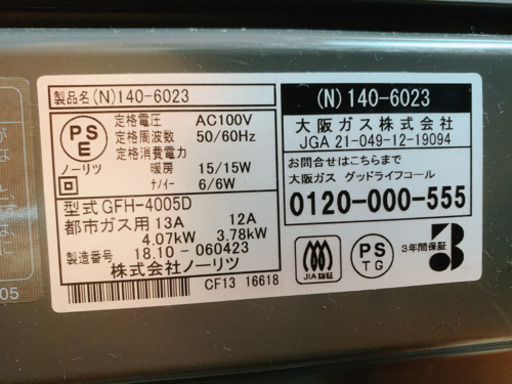 製品名 (N)140-6023
PS
E
ノーリツ
定格電圧 AC100V
定格周波数 50/60Hz
定格消費電力
暖房 15/15W
ナノイー 6/6W
型式 GFH-4005D
都市ガス用 13A 12A
4.07kW 3.78kW
18.10-060423
株式会社ノーリツ
CF13 16618
(N) 140-6023
大阪ガス株式会社
JGA 21-049-12-19094
お問合せはこちらまで
大阪ガス グッドライフコール
0120-000-555
JIA認証
PS
TG
3年間保証
3
05